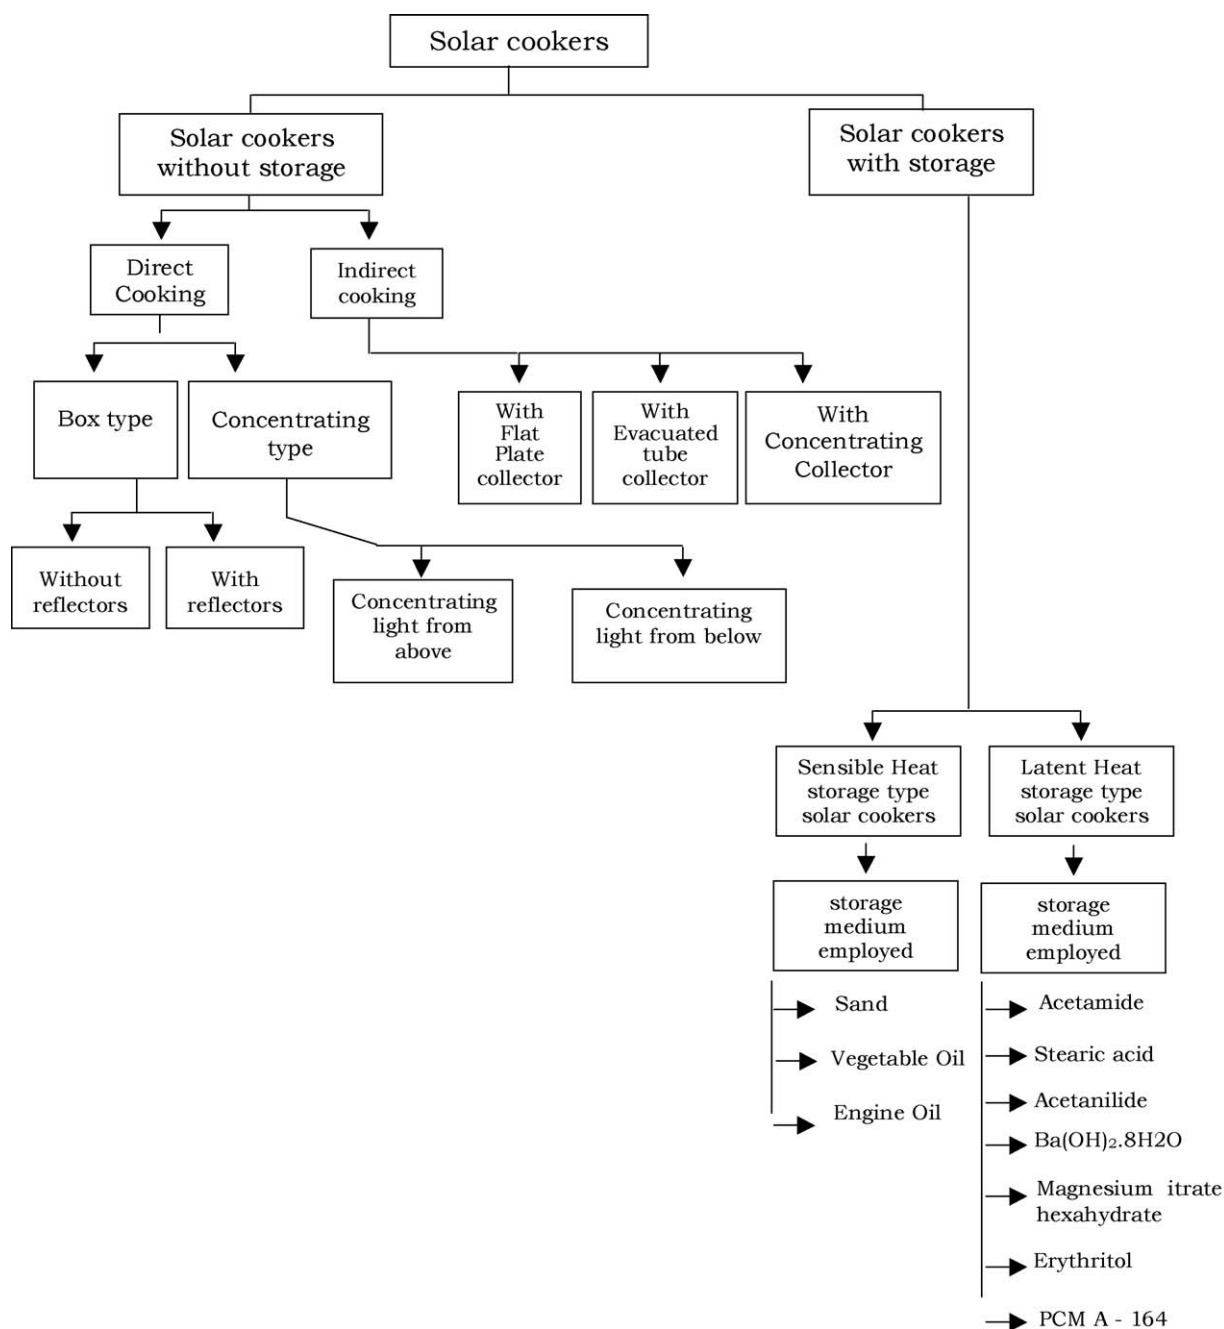 Solar cookers
Solar cookers
without storage
Solar cookers
with storage
Direct
Cooking
Indirect
cooking
Box type
Concentrating
type
With
Flat
Plate
collector
With
Evacuated
tube
collector
With
Concentrating
Collector
Without
reflectors
With
reflectors
Concentrating
light from
above
Concentrating
light from below
Sensible Heat
storage type
solar cookers
Latent Heat
storage type
solar cookers
storage
medium
employed
storage
medium
employed
Sand
Vegetable Oil
Engine Oil
Acetamide
Stearic acid
Acetanilide
Ba(OH)₂.8H2O
Magnesium itrate
hexahydrate
Erythritol
PCM A - 164